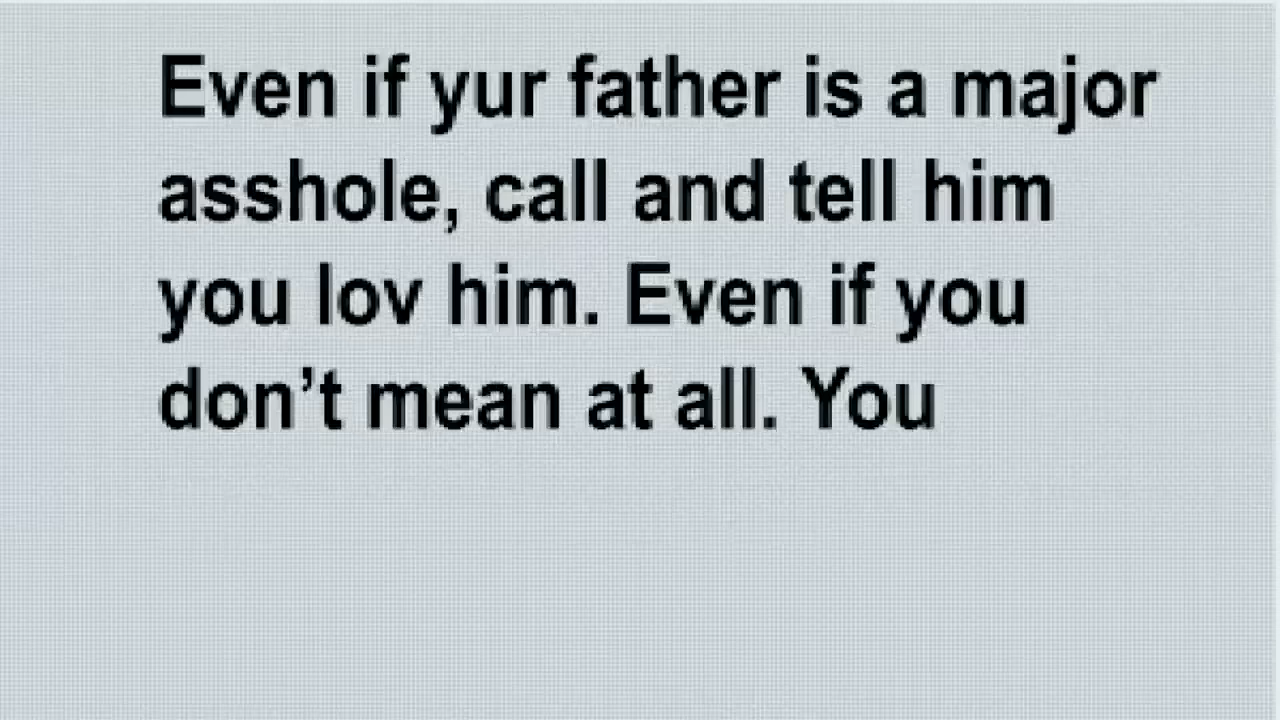 Even if yur father is a major
asshole, call and tell him
you lov him. Even if you
don’t mean at all. You